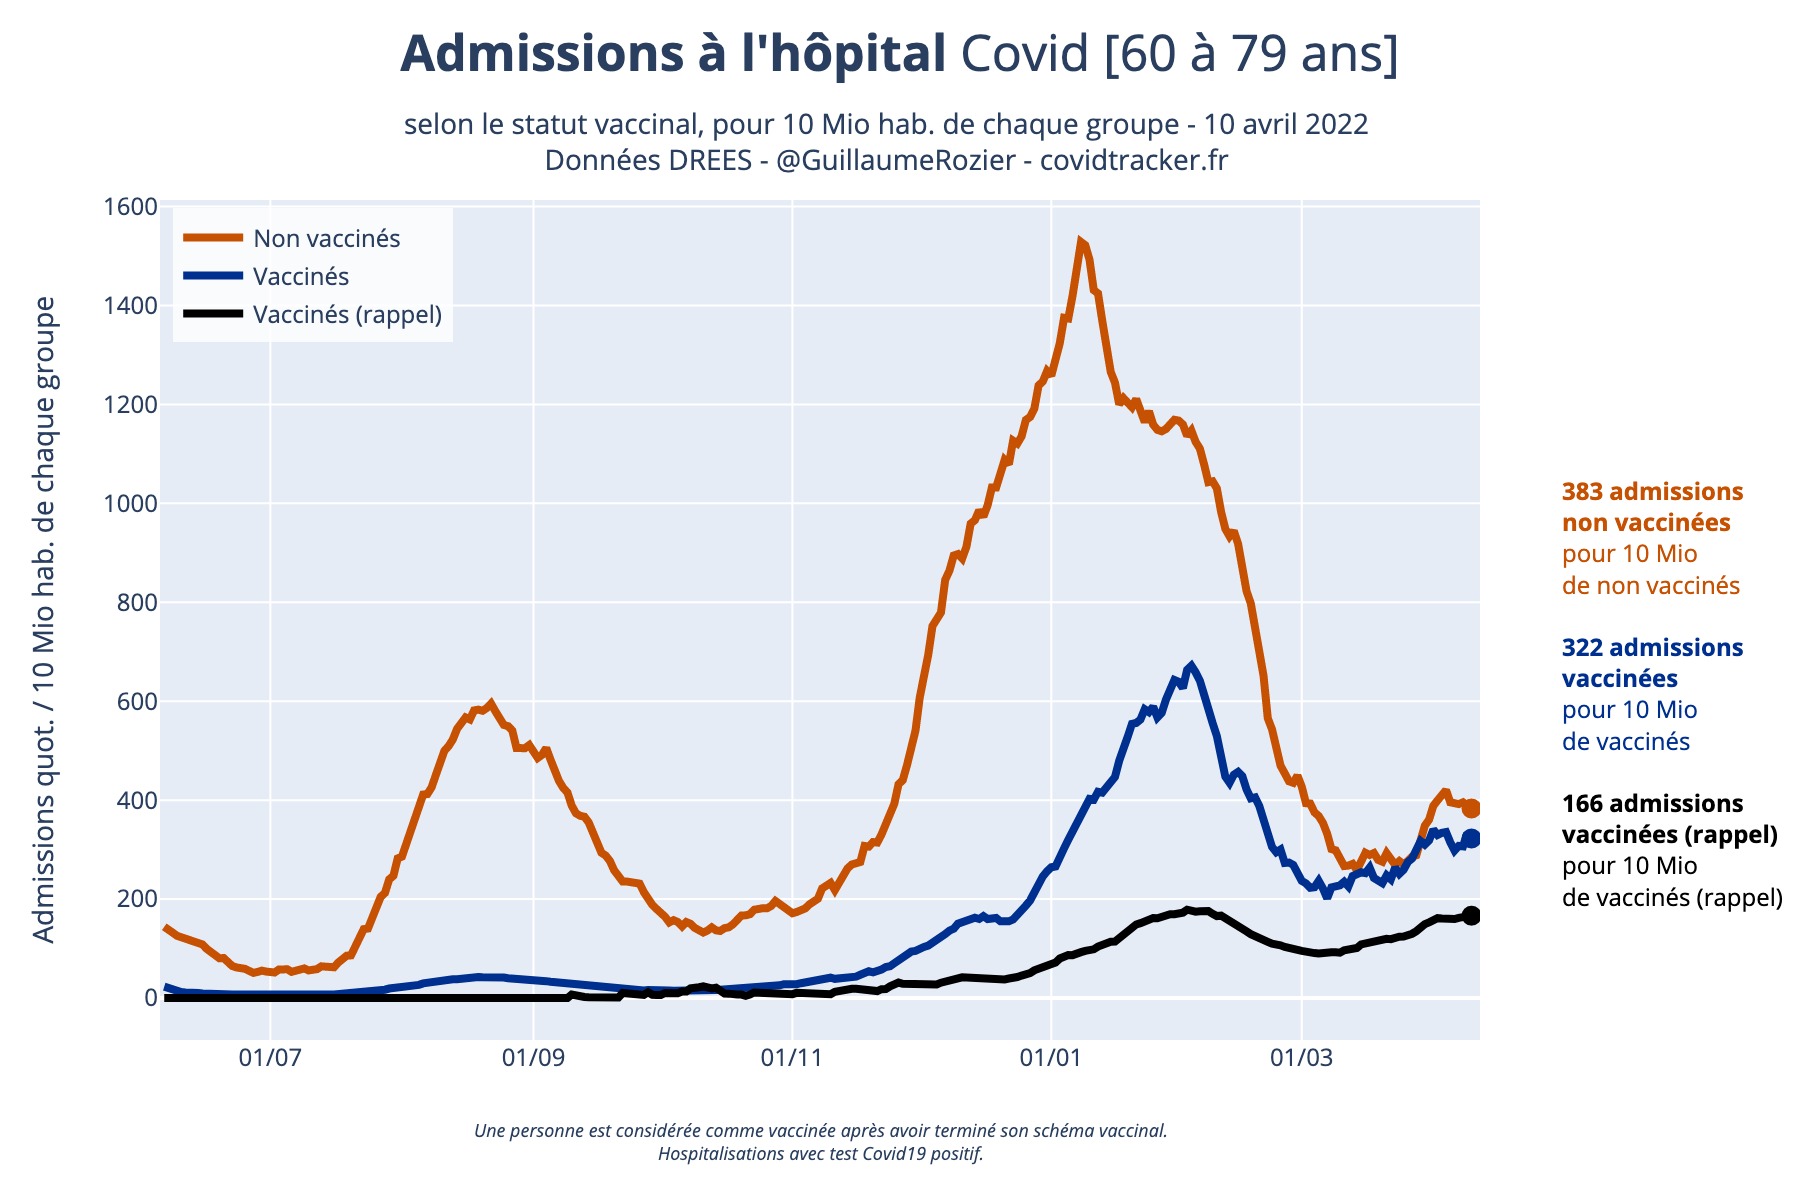 Admissions à l'hôpital Covid [60 à 79 ans]
selon le statut vaccinal, pour 10 Mio hab. de chaque groupe - 10 avril 2022
Données DREES - @GuillaumeRozier - covidtracker.fr
Admissions quot. / 10 Mio hab. de chaque groupe
1600
1400
1200
1000
800
600
400
200
0
Non vaccinés
Vaccinés
Vaccinés (rappel)
01/07
01/09
01/11
01/01
01/03
383 admissions
non vaccinées
pour 10 Mio
de non vaccinés
322 admissions
vaccinées
pour 10 Mio
de vaccinés
166 admissions
vaccinées (rappel)
pour 10 Mio
de vaccinés (rappel)
Une personne est considérée comme vaccinée après avoir terminé son schéma vaccinal.
Hospitalisations avec test Covid19 positif.